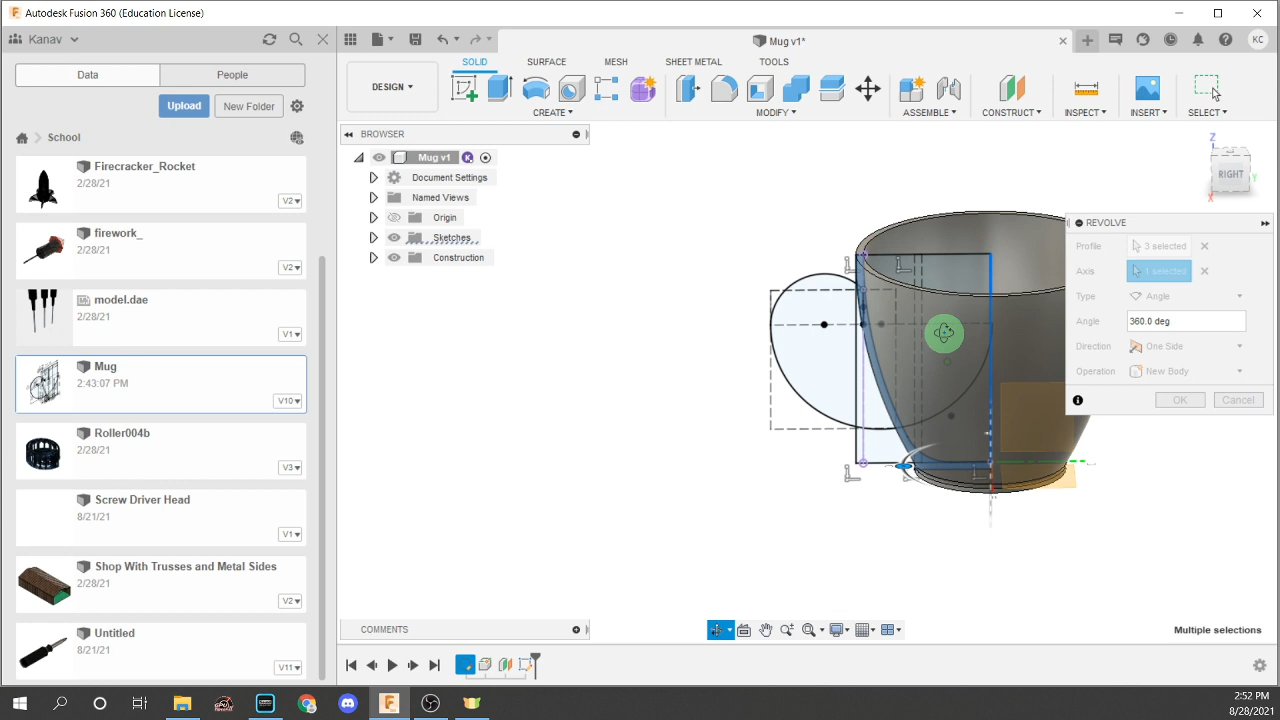 Autodesk Fusion 360 (Education License)
Kanav
Mug v1*
KC
Data
People
Upload
New Folder
School
DESIGN
SOLID
SURFACE
MESH
SHEET METAL
TOOLS
CREATE
MODIFY
ASSEMBLE
CONSTRUCT
INSPECT
INSERT
SELECT
BROWSER
Mug v1
Document Settings
Named Views
Origin
Sketches
Construction
Firecracker_Rocket
2/28/21
V2
firework_
2/28/21
V2
model.dae
2/28/21
V1
Mug
2:43:07 PM
V10
Roller004b
2/28/21
V3
Screw Driver Head
8/21/21
V1
Shop With Trusses and Metal Sides
2/28/21
V2
Untitled
8/21/21
V11
Z
RIGHT
Y
X
REVOLVE
Profile
3 selected
Axis
1 selected
Type
Angle
Angle
360.0 deg
Direction
One Side
Operation
New Body
OK
Cancel
COMMENTS
Multiple selections
2:52 PM
8/28/2021